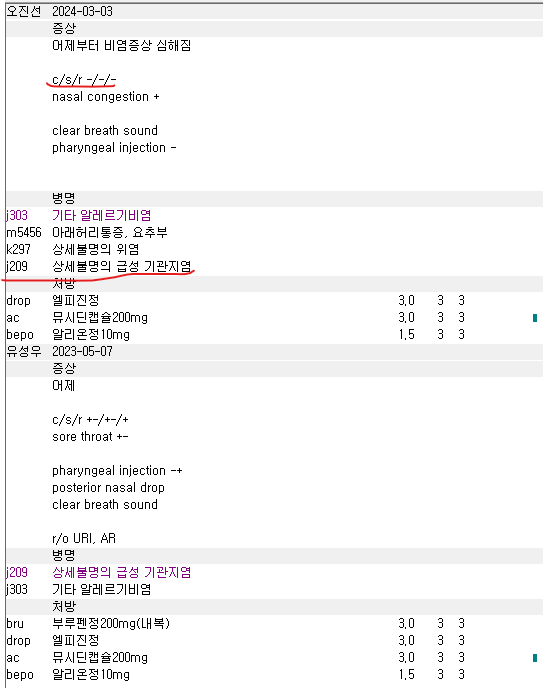 오진선 2024-03-03
증상
어제부터 비염증상 심해짐
c/s/r -/-/-
nasal congestion +
clear breath sound
pharyngeal injection -
병명
j303 기타 알레르기비염
m5456 아래허리통증, 요추부
k297 상세불명의 위염
j209 상세불명의 급성 기관지염
처방
drop 엘피진정 3.0 3 3
ac 뮤시딘캡슐200mg 3.0 3 3
bepo 알리온정10mg 1.5 3 3
유성우 2023-05-07
증상
어제
c/s/r +-/+-/+
sore throat +-
pharyngeal injection -+
posterior nasal drop
clear breath sound
r/o URI, AR
병명
j209 상세불명의 급성 기관지염
j303 기타 알레르기비염
처방
bru 부루펜정200mg(내복) 3.0 3 3
drop 엘피진정 3.0 3 3
ac 뮤시딘캡슐200mg 3.0 3 3
bepo 알리온정10mg 1.5 3 3